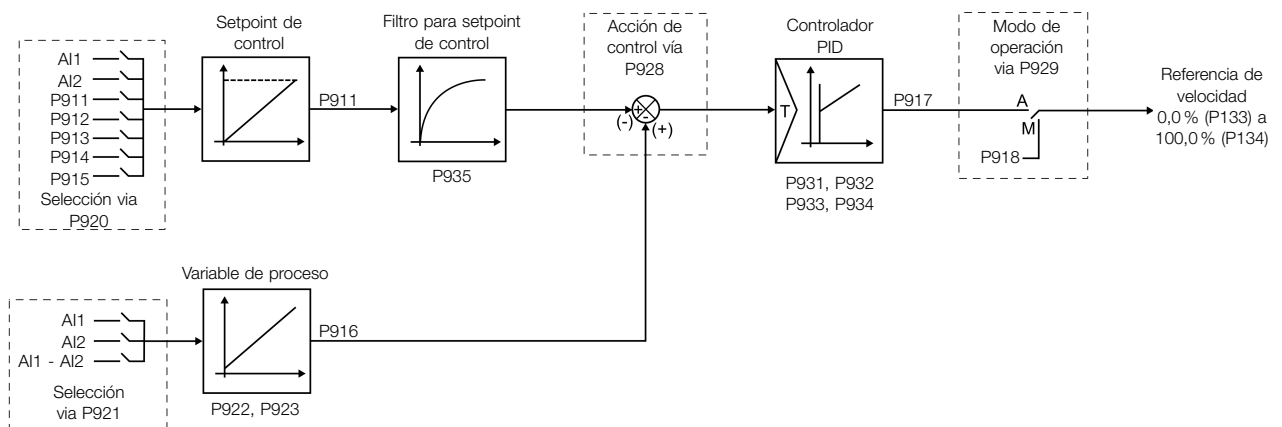 Setpoint de
control
Filtro para setpoint
de control
Acción de
control vía
P928
Controlador
PID
Modo de
operación
via P929
AI1
AI2
P911
P912
P913
P914
P915
Selección via
P920
P911
P935
(-)
+
-
(+)
T
P931, P932
P933, P934
P917
A
M
P918
Referencia de
velocidad
0,0 % (P133) a
100,0 % (P134)
Variable de proceso
AI1
AI2
AI1 - AI2
Selección
via P921
P922, P923
P916